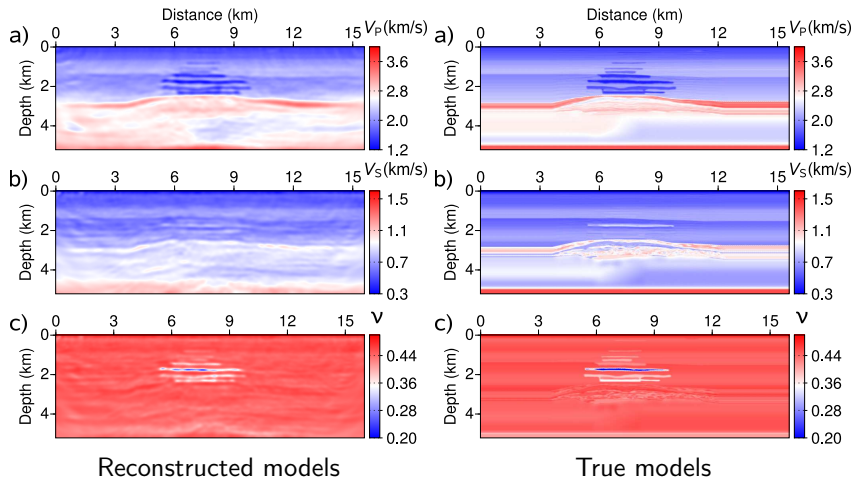 Distance (km)
Distance (km)
0 3 6 9 12 15 V_P(km/s)
0 3 6 9 12 15 V_P(km/s)
a)
a)
Depth (km)
0
2
4
3.6
2.8
2.0
1.2
Depth (km)
0
2
4
3.6
2.8
2.0
1.2
0 3 6 9 12 15 V_S(km/s)
0 3 6 9 12 15 V_S(km/s)
b)
b)
Depth (km)
0
2
4
1.5
1.1
0.7
0.3
Depth (km)
0
2
4
1.5
1.1
0.7
0.3
0 3 6 9 12 15 ν
0 3 6 9 12 15 ν
c)
c)
Depth (km)
0
2
4
0.44
0.36
0.28
0.20
Depth (km)
0
2
4
0.44
0.36
0.28
0.20
Reconstructed models
True models